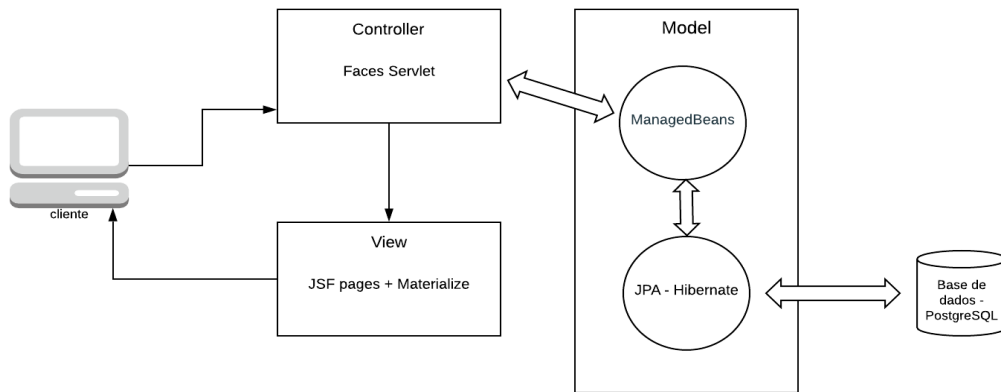 Controller
Faces Servlet
Model
ManagedBeans
cliente
View
JSF pages + Materialize
JPA - Hibernate
Base de
dados -
PostgreSQL